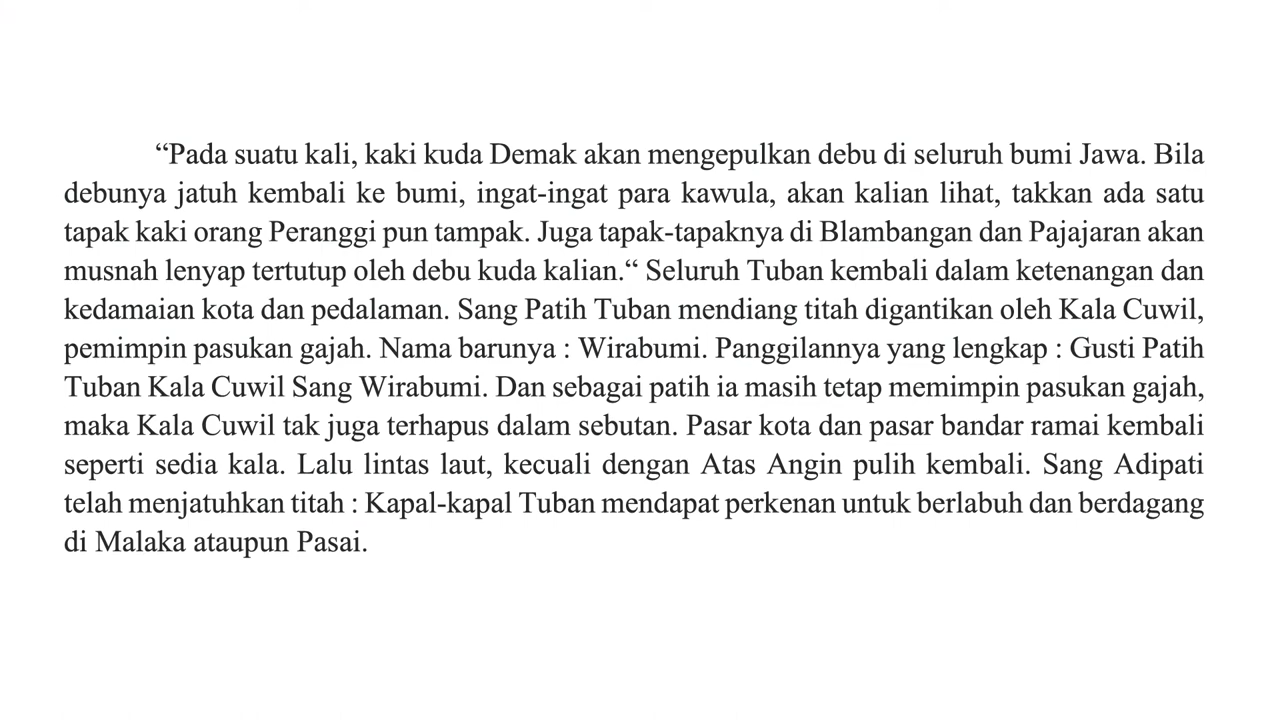 “Pada suatu kali, kaki kuda Demak akan mengepulkan debu di seluruh bumi Jawa. Bila
debunya jatuh kembali ke bumi, ingat-ingat para kawula, akan kalian lihat, takkan ada satu
tapak kaki orang Peranggi pun tampak. Juga tapak-tapaknya di Blambangan dan Pajajaran akan
musnah lenyap tertutup oleh debu kuda kalian.“ Seluruh Tuban kembali dalam ketenangan dan
kedamaian kota dan pedalaman. Sang Patih Tuban mendiang titah digantikan oleh Kala Cuwil,
pemimpin pasukan gajah. Nama barunya : Wirabumi. Panggilannya yang lengkap : Gusti Patih
Tuban Kala Cuwil Sang Wirabumi. Dan sebagai patih ia masih tetap memimpin pasukan gajah,
maka Kala Cuwil tak juga terhapus dalam sebutan. Pasar kota dan pasar bandar ramai kembali
seperti sedia kala. Lalu lintas laut, kecuali dengan Atas Angin pulih kembali. Sang Adipati
telah menjatuhkan titah : Kapal-kapal Tuban mendapat perkenan untuk berlabuh dan berdagang
di Malaka ataupun Pasai.